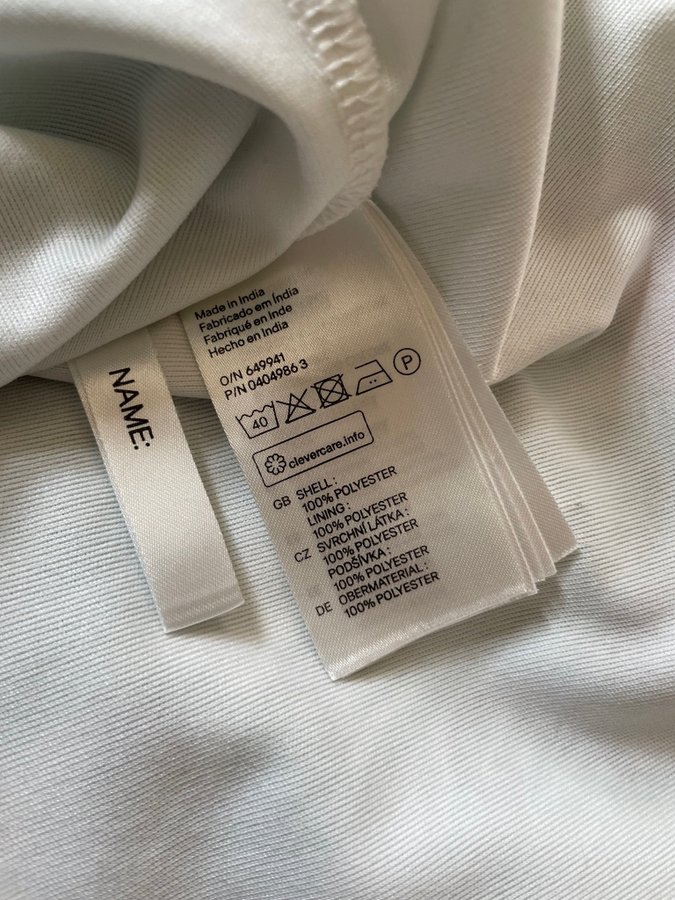 NAME:
Made in India
Fabricado em Índia
Fabriqué en Inde
Hecho en India
O/N 649941
P/N 0404986 3
40 P
clevercare.info
GB SHELL:
100% POLYESTER
LINING:
100% POLYESTER
CZ SVRCHNÍ LÁTKA:
100% POLYESTER
PODŠÍVKA:
100% POLYESTER
DE OBERMATERIAL:
100% POLYESTER